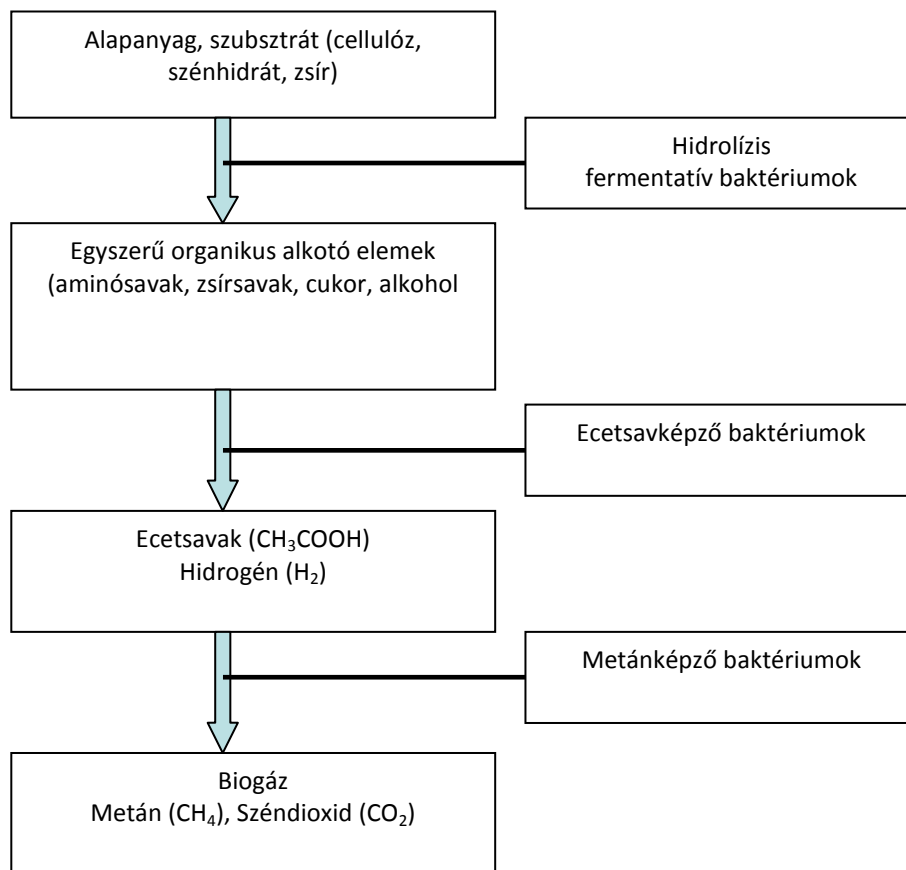 Alapanyag, szubsztrát (cellulóz,
szénhidrát, zsír)
Hidrolízis
fermentatív baktériumok
Egyszerű organikus alkotó elemek
(aminósavak, zsírsavak, cukor, alkohol
Ecetsavképző baktériumok
Ecetsavak (CH₃COOH)
Hidrogén (H₂)
Metánképző baktériumok
Biogáz
Metán (CH₄), Széndioxid (CO₂)